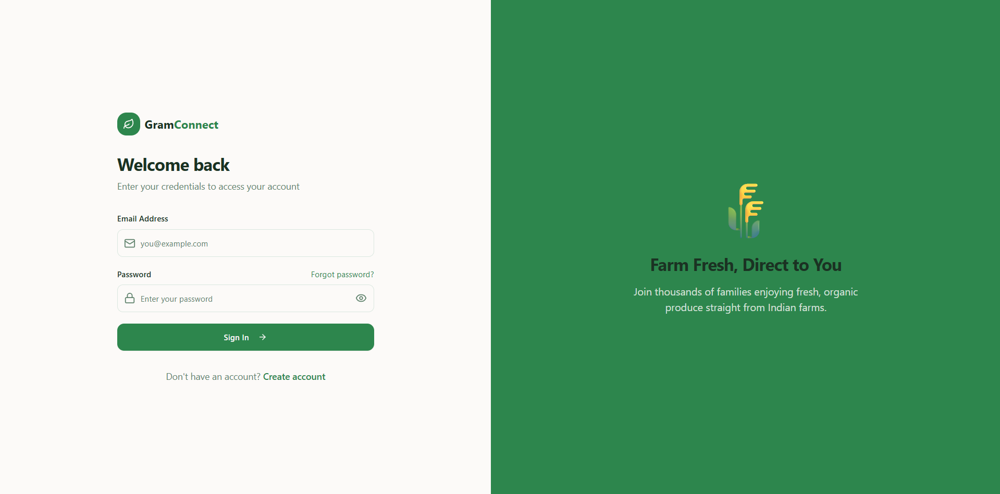 GramConnect
Welcome back
Enter your credentials to access your account
Email Address
you@example.com
Password
Forgot password?
Enter your password
Sign In
Don't have an account? Create account
Farm Fresh, Direct to You
Join thousands of families enjoying fresh, organic
produce straight from Indian farms.